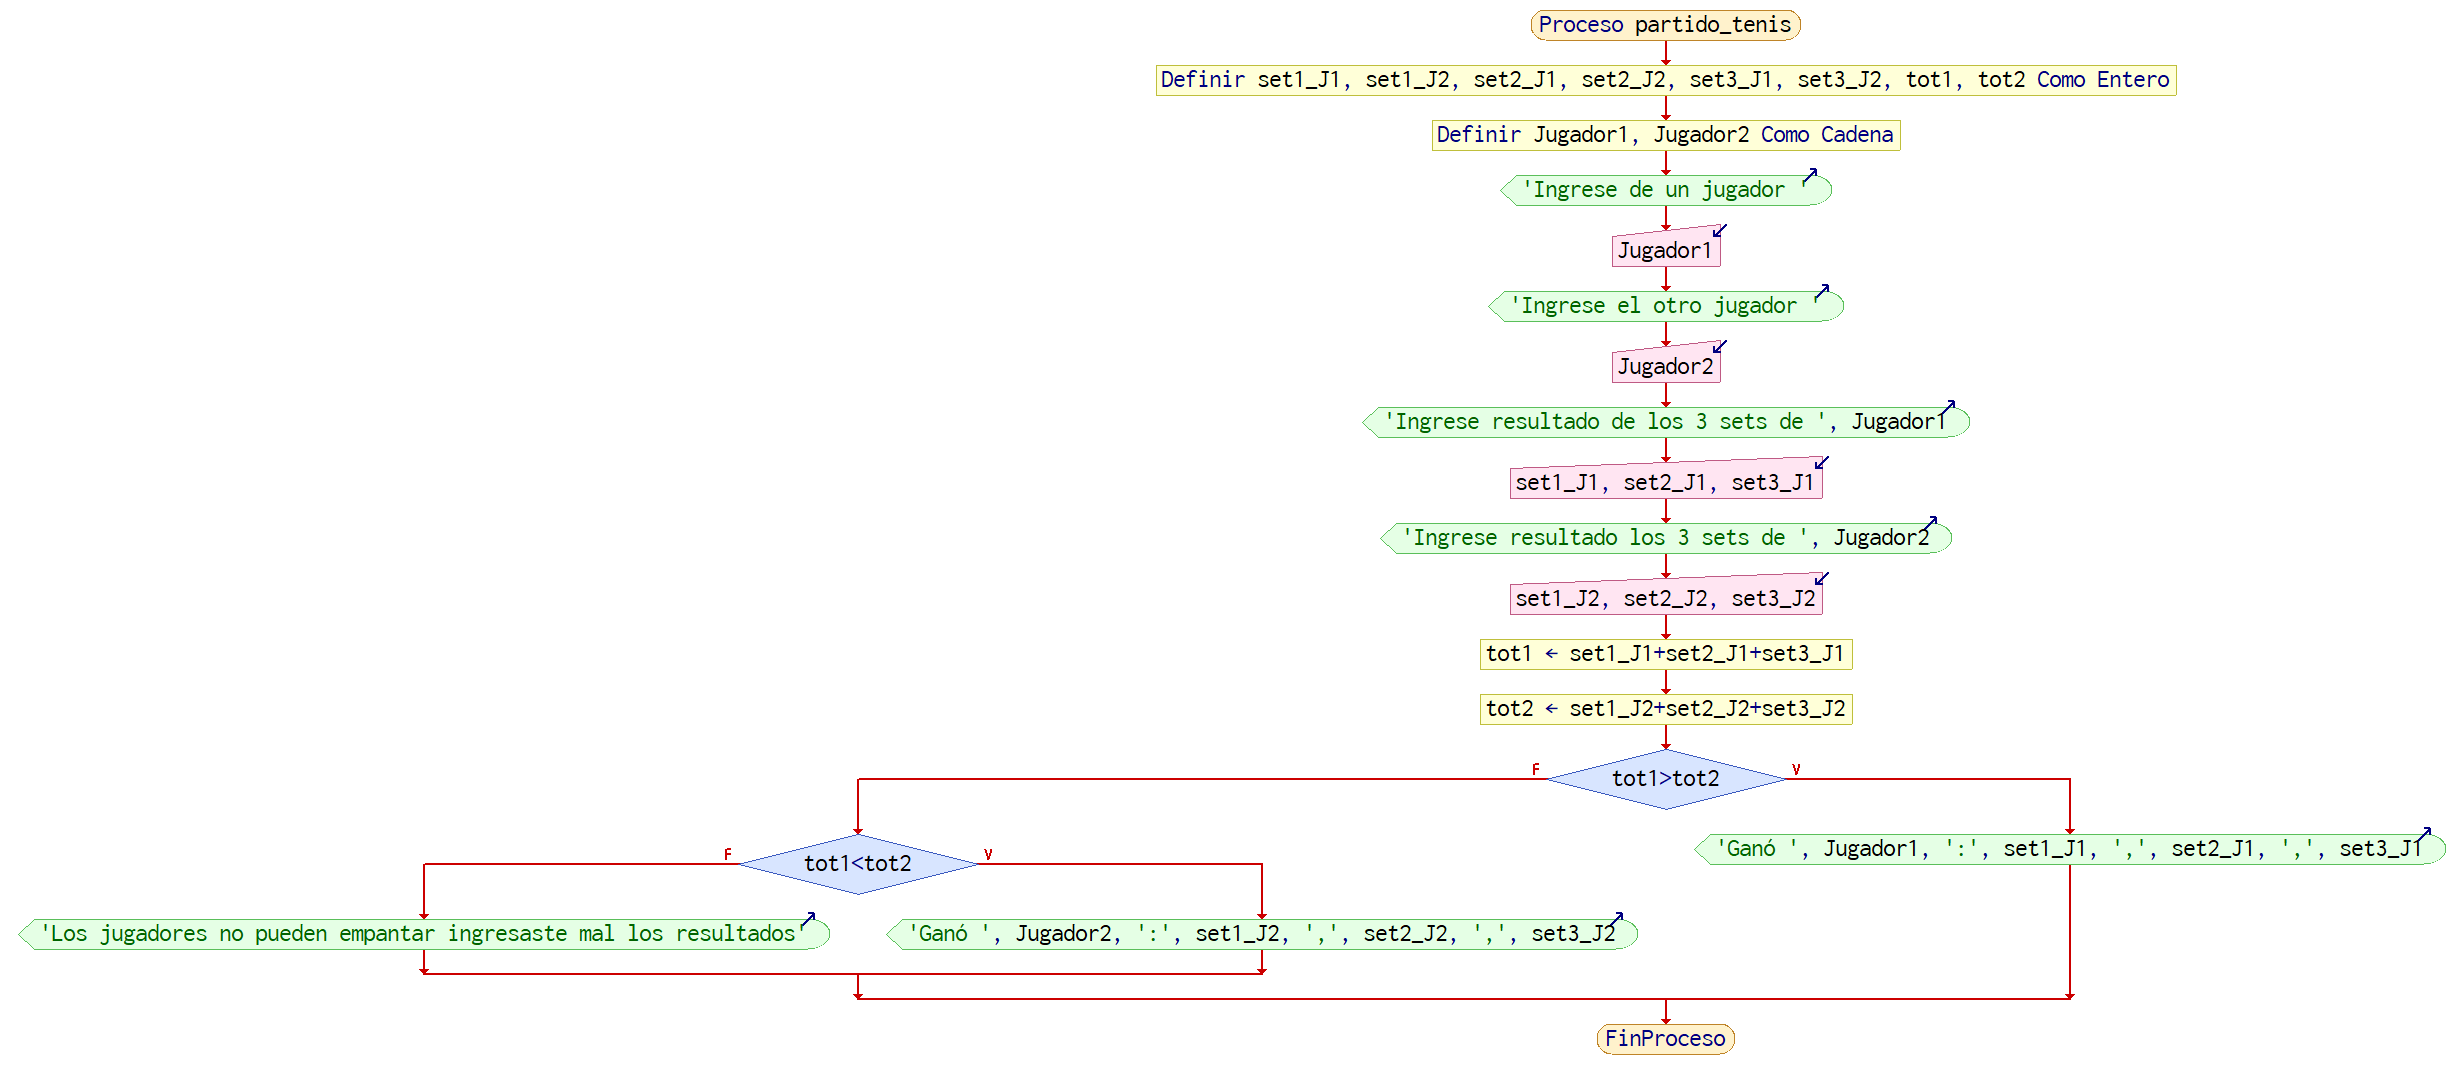 Proceso partido_tenis
Definir set1_J1, set1_J2, set2_J1, set2_J2, set3_J1, set3_J2, tot1, tot2 Como Entero
Definir Jugador1, Jugador2 Como Cadena
'Ingrese de un jugador '
Jugador1
'Ingrese el otro jugador '
Jugador2
'Ingrese resultado de los 3 sets de ', Jugador1
set1_J1, set2_J1, set3_J1
'Ingrese resultado los 3 sets de ', Jugador2
set1_J2, set2_J2, set3_J2
tot1 ← set1_J1+set2_J1+set3_J1
tot2 ← set1_J2+set2_J2+set3_J2
F tot1>tot2 V
F tot1<tot2 V
'Ganó ', Jugador1, ':', set1_J1, ',', set2_J1, ',', set3_J1
'Los jugadores no pueden empantar ingresaste mal los resultados'
'Ganó ', Jugador2, ':', set1_J2, ',', set2_J2, ',', set3_J2
FinProceso